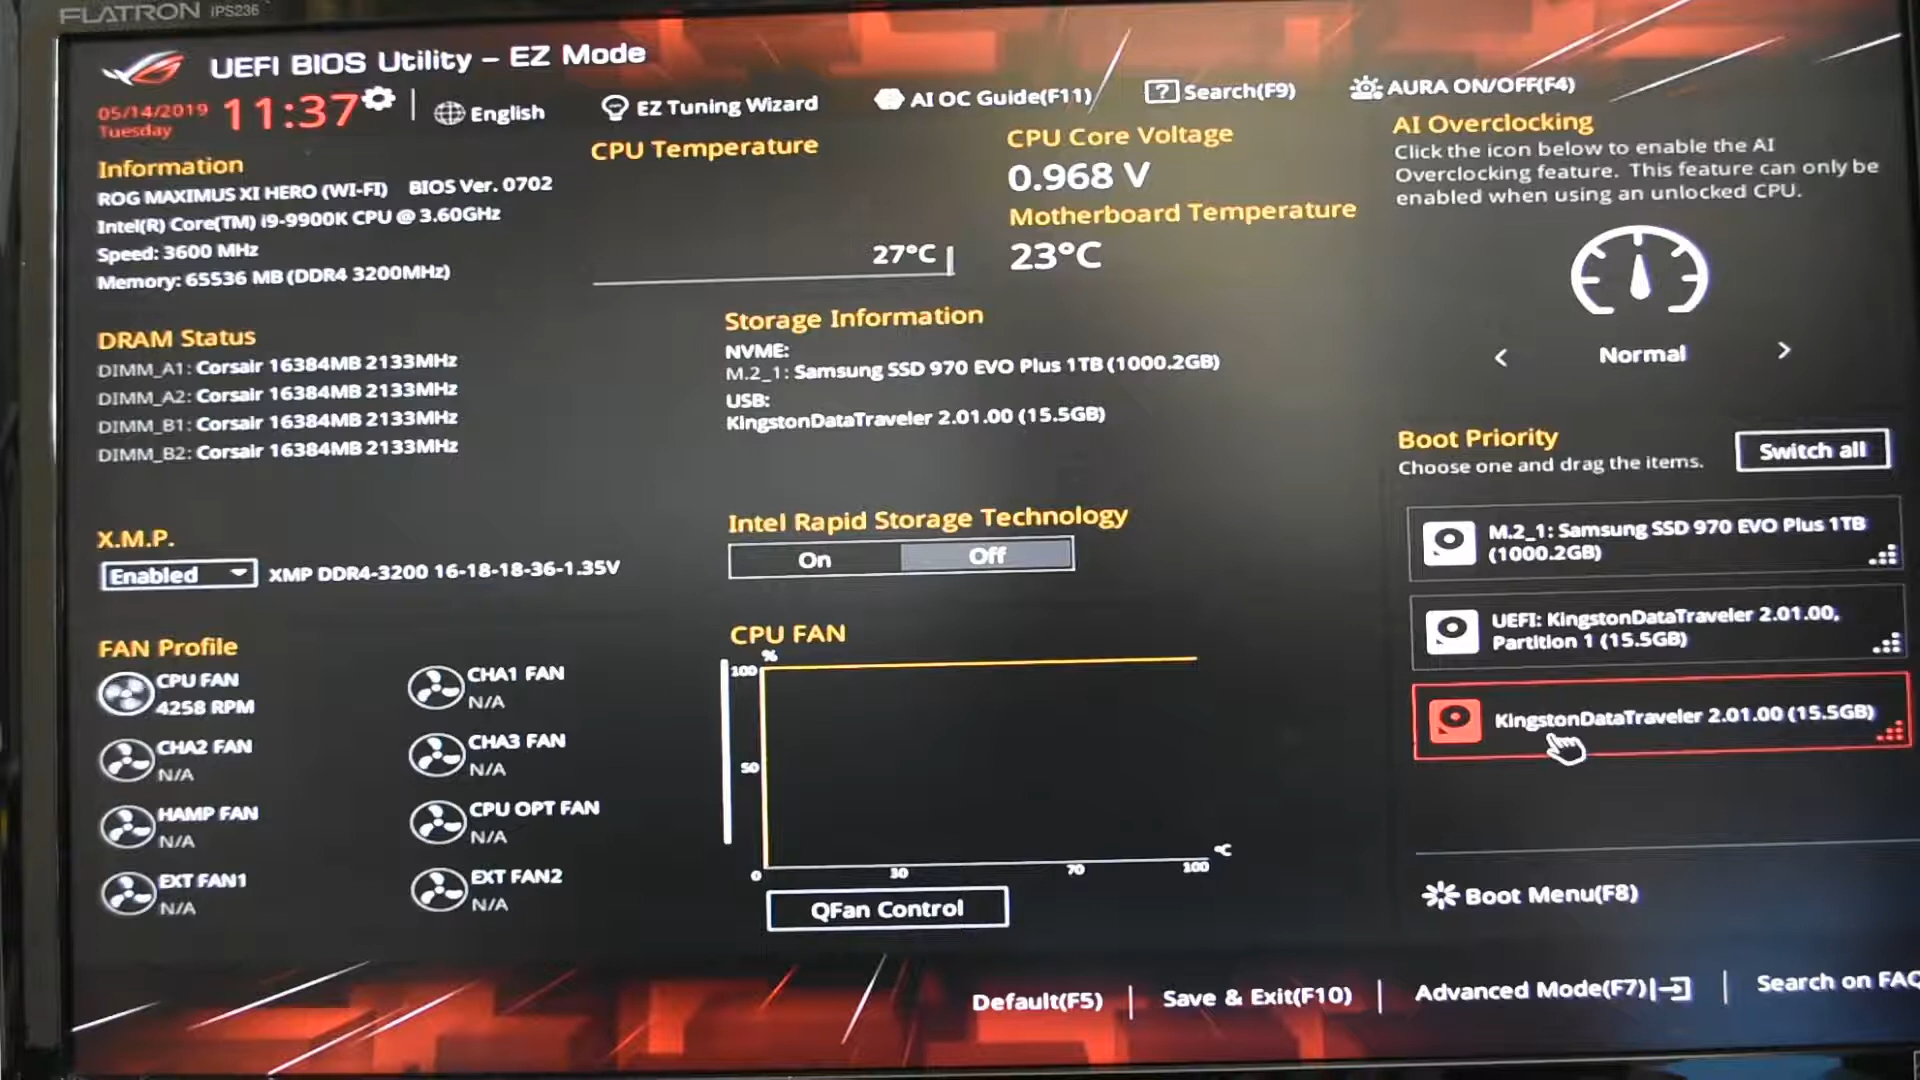 FLATRON IPS236
UEFI BIOS Utility – EZ Mode
05/14/2019
Tuesday
11:37
English
EZ Tuning Wizard
AI OC Guide(F11)
? Search(F9)
AURA ON/OFF(F4)
Information
ROG MAXIMUS XI HERO (WI-FI) BIOS Ver. 0702
Intel(R) Core(TM) i9-9900K CPU @ 3.60GHz
Speed: 3600 MHz
Memory: 65536 MB (DDR4 3200MHz)
CPU Temperature
27°C
CPU Core Voltage
0.968 V
Motherboard Temperature
23°C
AI Overclocking
Click the icon below to enable the AI
Overclocking feature. This feature can only be
enabled when using an unlocked CPU.
< Normal >
DRAM Status
DIMM_A1: Corsair 16384MB 2133MHz
DIMM_A2: Corsair 16384MB 2133MHz
DIMM_B1: Corsair 16384MB 2133MHz
DIMM_B2: Corsair 16384MB 2133MHz
Storage Information
NVME:
M.2_1: Samsung SSD 970 EVO Plus 1TB (1000.2GB)
USB:
KingstonDataTraveler 2.01.00 (15.5GB)
X.M.P.
Enabled
XMP DDR4-3200 16-18-18-36-1.35V
Intel Rapid Storage Technology
On Off
FAN Profile
CPU FAN
4258 RPM
CHA1 FAN
N/A
CHA2 FAN
N/A
CHA3 FAN
N/A
HAMP FAN
N/A
CPU OPT FAN
N/A
EXT FAN1
N/A
EXT FAN2
N/A
CPU FAN
%
100
50
0 30 70 100
°C
QFan Control
Boot Priority
Choose one and drag the items.
Switch all
M.2_1: Samsung SSD 970 EVO Plus 1TB
(1000.2GB)
UEFI: KingstonDataTraveler 2.01.00,
Partition 1 (15.5GB)
KingstonDataTraveler 2.01.00 (15.5GB)
Boot Menu(F8)
Default(F5) | Save & Exit(F10) | Advanced Mode(F7) | Search on FAQ